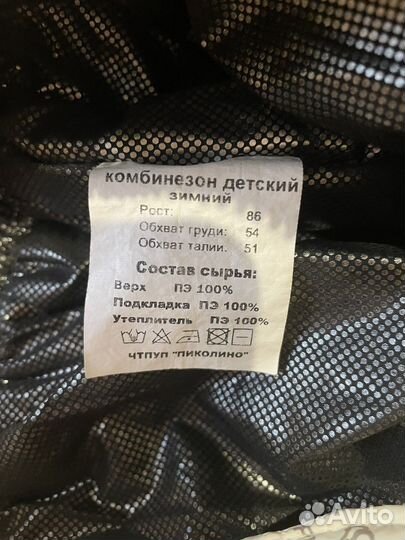 комбинезон детский
зимний
Рост: 86
Обхват груди: 54
Обхват талии. 51
Состав сырья:
Верх ПЭ 100%
Подкладка ПЭ 100%
Утеплитель ПЭ 100%
ЧТПУП "ПИКОЛИНО"
Avito